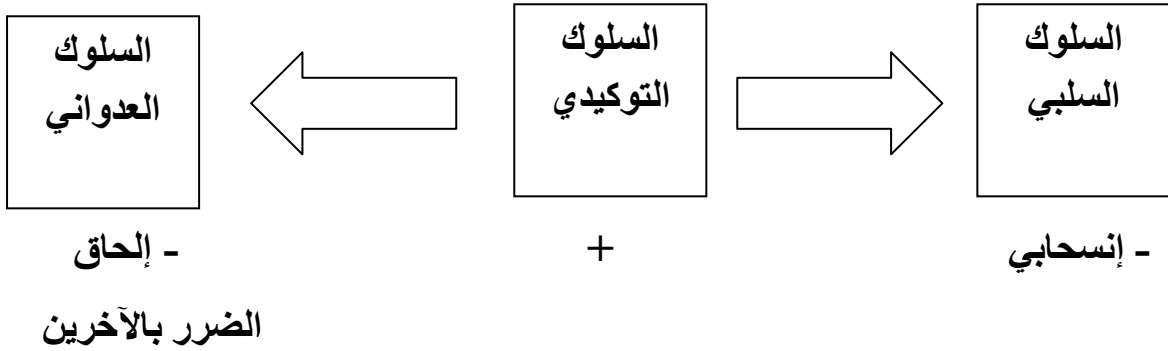 السلوك
السلبي
السلوك
التوكيدي
السلوك
العدواني
- إنسحابي
+
- إلحاق
الضرر بالآخرين